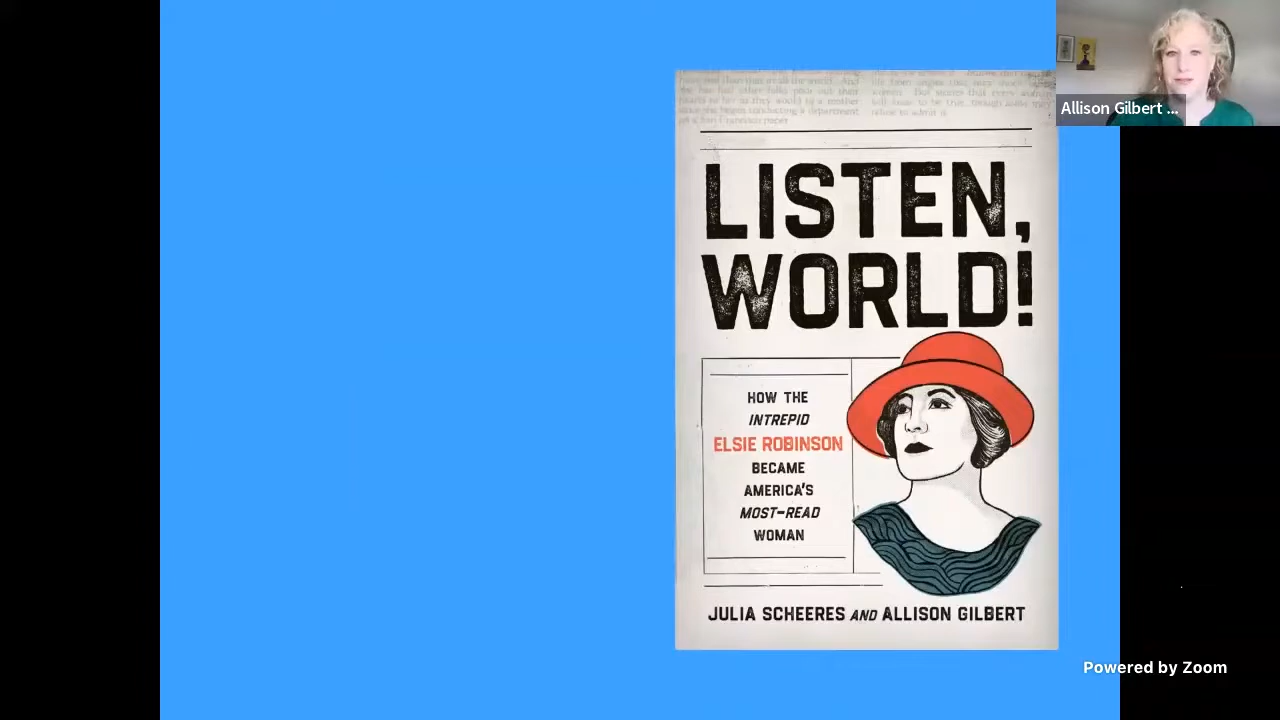 Allison Gilbert ...
LISTEN,
WORLD!
HOW THE
INTREPID
ELSIE ROBINSON
BECAME
AMERICA'S
MOST-READ
WOMAN
JULIA SCHEERES AND ALLISON GILBERT
Powered by Zoom